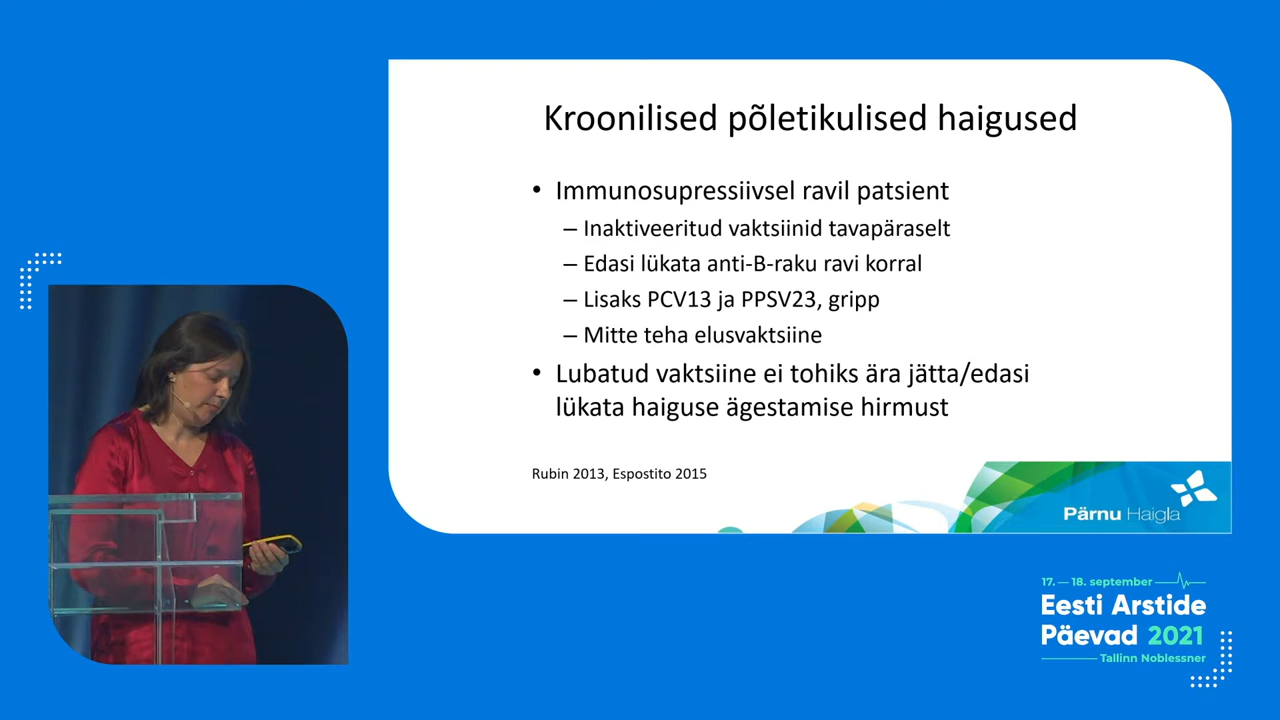 Kroonilised põletikulised haigused
• Immunosupressiivsel ravil patsient
– Inaktiveeritud vaktsiinid tavapäraselt
– Edasi lükata anti-B-raku ravi korral
– Lisaks PCV13 ja PPSV23, gripp
– Mitte teha elusvaktsiine
• Lubatud vaktsiine ei tohiks ära jätta/edasi
lükata haiguse ägestamise hirmust
Rubin 2013, Espostito 2015
Pärnu Haigla
17. — 18. september
Eesti Arstide
Päevad 2021
Tallinn Noblessner